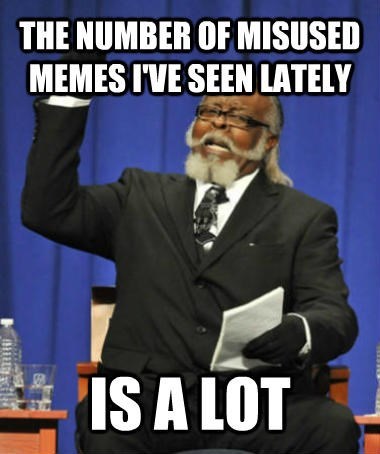 THE NUMBER OF MISUSED
MEMES I'VE SEEN LATELY
IS A LOT